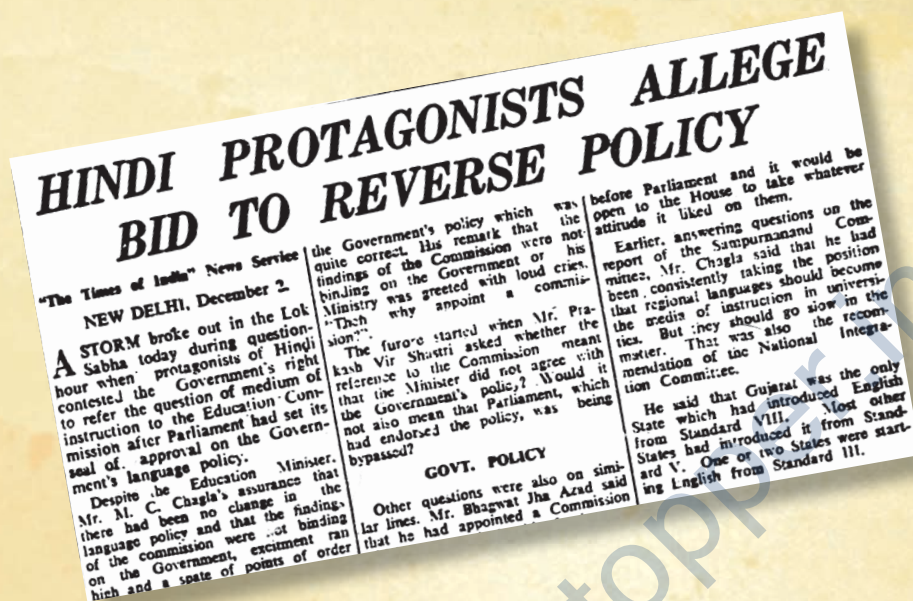 HINDI PROTAGONISTS ALLEGE
BID TO REVERSE POLICY
"The Times of India" News Service
NEW DELHI, December 2.
A STORM broke out in the Lok
Sabha today during question-
hour when protagonists of Hindi
contested the Government's right
to refer the question of medium of
instruction to the Education Com-
mission after Parliament had set its
seal of approval on the Govern-
ment's language policy.
Despite the Education Minister.
Mr. M. C. Chagla's assurance that
there had been no change in the
language policy and that the findings
of the commission were not binding
on the Government, excitment ran
high and a spate of points of order
the Government's policy which was
quite correct. His remark that the
findings of the Commission were not
binding on the Government or his
Ministry was greeted with loud cries.
"Then why appoint a commis-
sion?"
The furore started when Mr. Pra-
kash Vir Shastri asked whether the
reference to the Commission meant
that the Minister did not agree with
the Government's policy? Would it
not also mean that Parliament, which
had endorsed the policy, was being
bypassed?
GOVT. POLICY
Other questions were also on simi-
lar lines. Mr. Bhagwat Jha Azad said
that he had appointed a Commission
before Parliament and it would be
open to the House to take whatever
attitude it liked on them.
Earlier, answering questions on the
report of the Sampurnanand Com-
mittee, Mr. Chagla said that he had
been consistently taking the position
that regional languages should become
the media of instruction in universi-
ties. But they should go slow in the
matter. That was also the recom-
mendation of the National Integra-
tion Committee.
He said that Gujarat was the only
State which had introduced English
from Standard VIII. Most other
States had introduced it from Stand-
ard V. One or two States were start-
ing English from Standard III.
topper.in